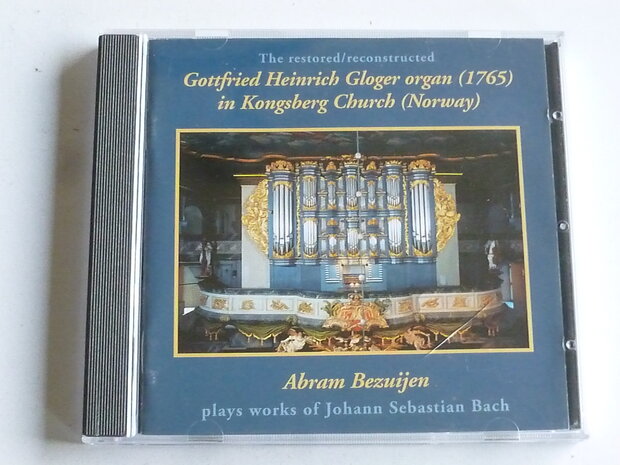 The restored/reconstructed
Gottfried Heinrich Gloger organ (1765)
in Kongsberg Church (Norway)
Abram Bezuijen
plays works of Johann Sebastian Bach